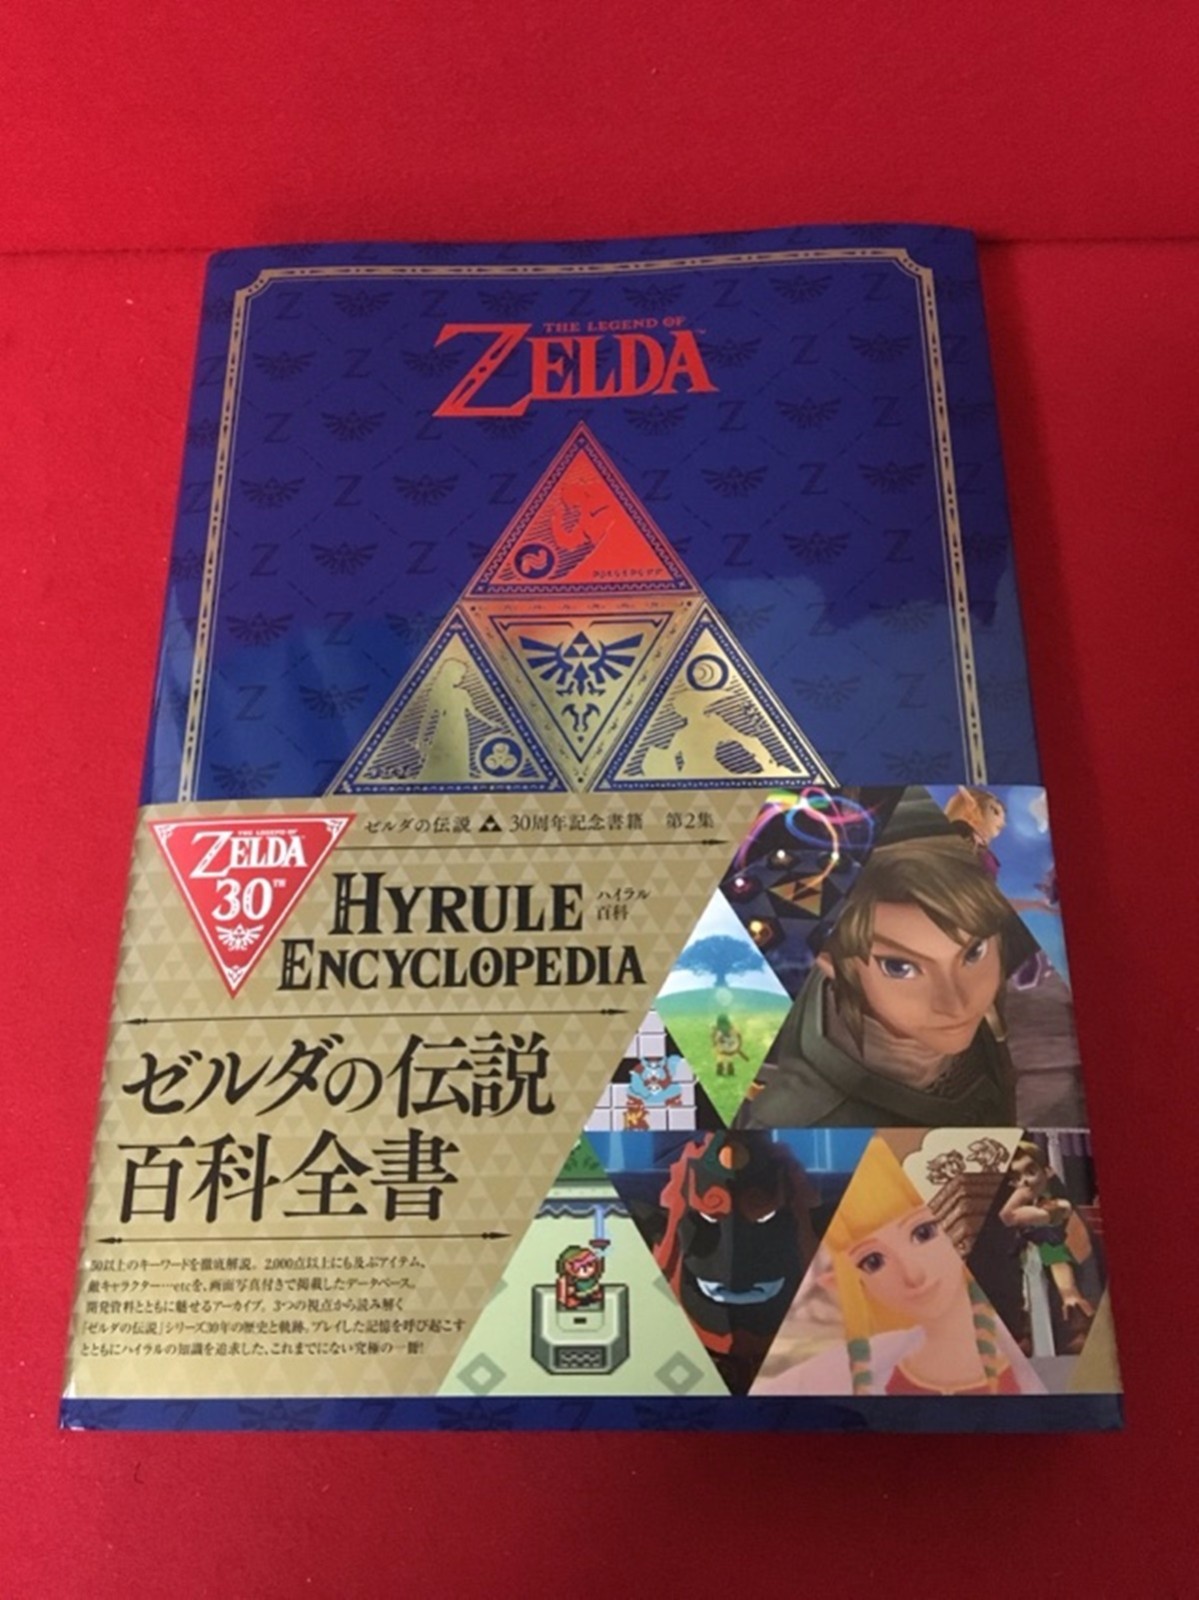 THE LEGEND OF
ZELDA
ゼルダの伝説 30周年記念書籍 第2集
THE LEGEND OF
ZELDA
30TH
HYRULE
ENCYCLOPEDIA
ハイラル
百科
ゼルダの伝説
百科全書
50以上のキーワードを徹底解説。2,000点以上にも及ぶアイテム、
敵キャラクター…etcを、画面写真付きで掲載したデータベース。
開発資料とともに魅せるアーカイブ。3つの視点から読み解く
「ゼルダの伝説」シリーズ30年の歴史と軌跡。プレイした記憶を呼び起こす
とともにハイラルの知識を追求した、これまでにない究極の一冊!